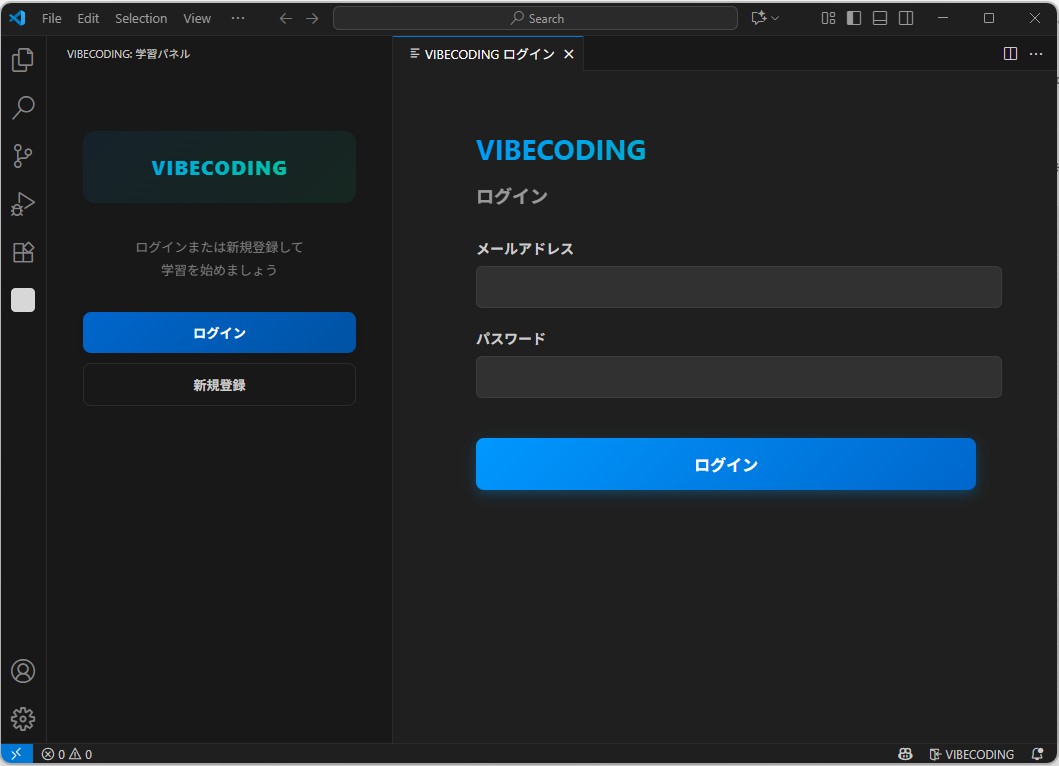 File Edit Selection View ··· Search
VIBECODING: 学習パネル
VIBECODING
ログインまたは新規登録して
学習を始めましょう
ログイン
新規登録
VIBECODING ログイン
VIBECODING
ログイン
メールアドレス
パスワード
ログイン
0 0 VIBECODING